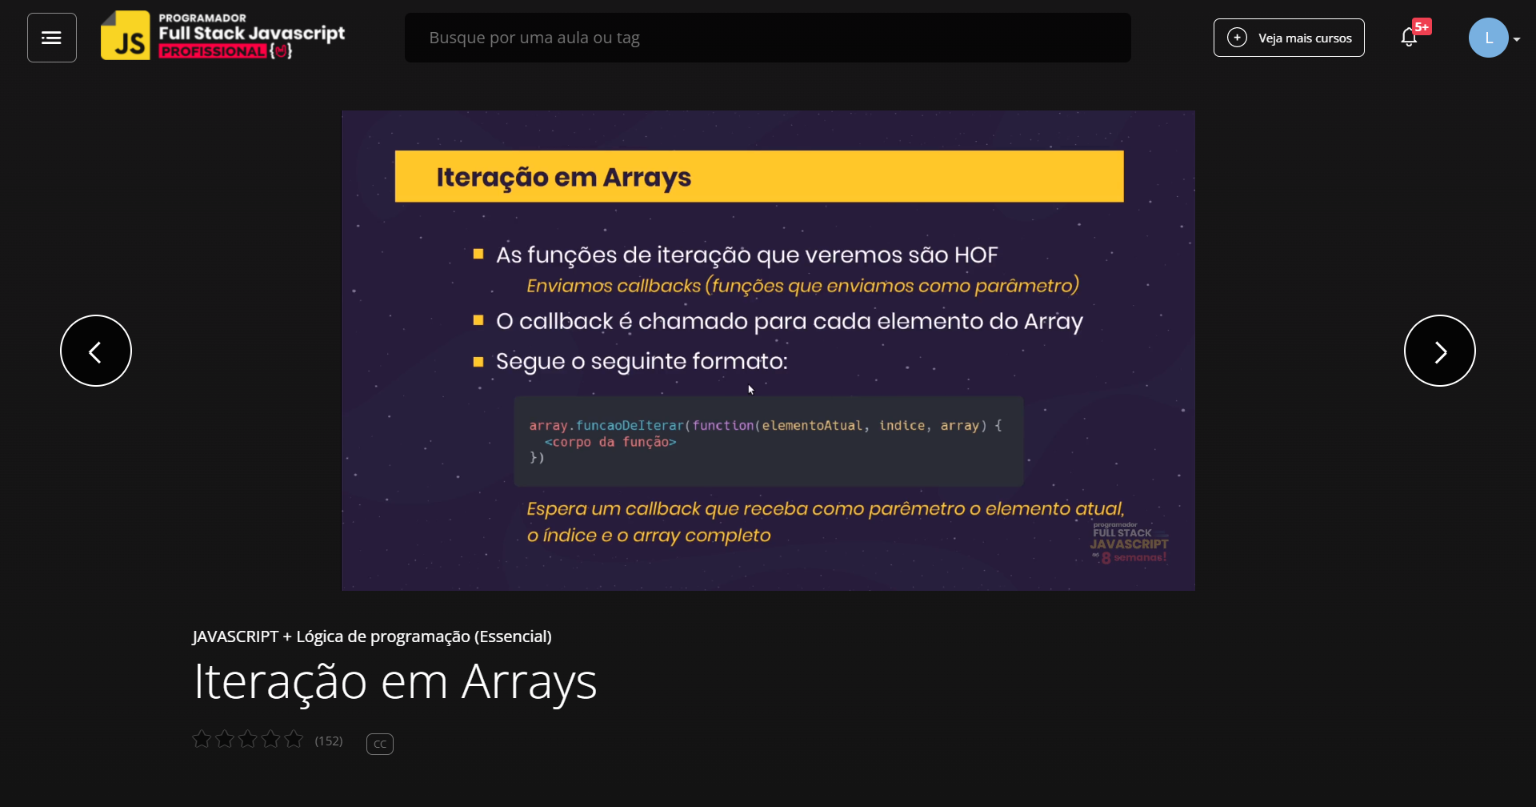 JS
PROGRAMADOR
Full Stack Javascript
PROFISSIONAL
Busque por uma aula ou tag
Veja mais cursos
5+
L
Iteração em Arrays
As funções de iteração que veremos são HOF
Enviamos callbacks (funções que enviamos como parâmetro)
O callback é chamado para cada elemento do Array
Segue o seguinte formato:
array.funcaoDeIterar(function(elementoAtual, indice, array) {
<corpo da função>
})
Espera um callback que receba como parêmetro o elemento atual,
o índice e o array completo
programador
FULL STACK
JAVASCRIPT
8 semanas!
JAVASCRIPT + Lógica de programação (Essencial)
Iteração em Arrays
(152)
CC